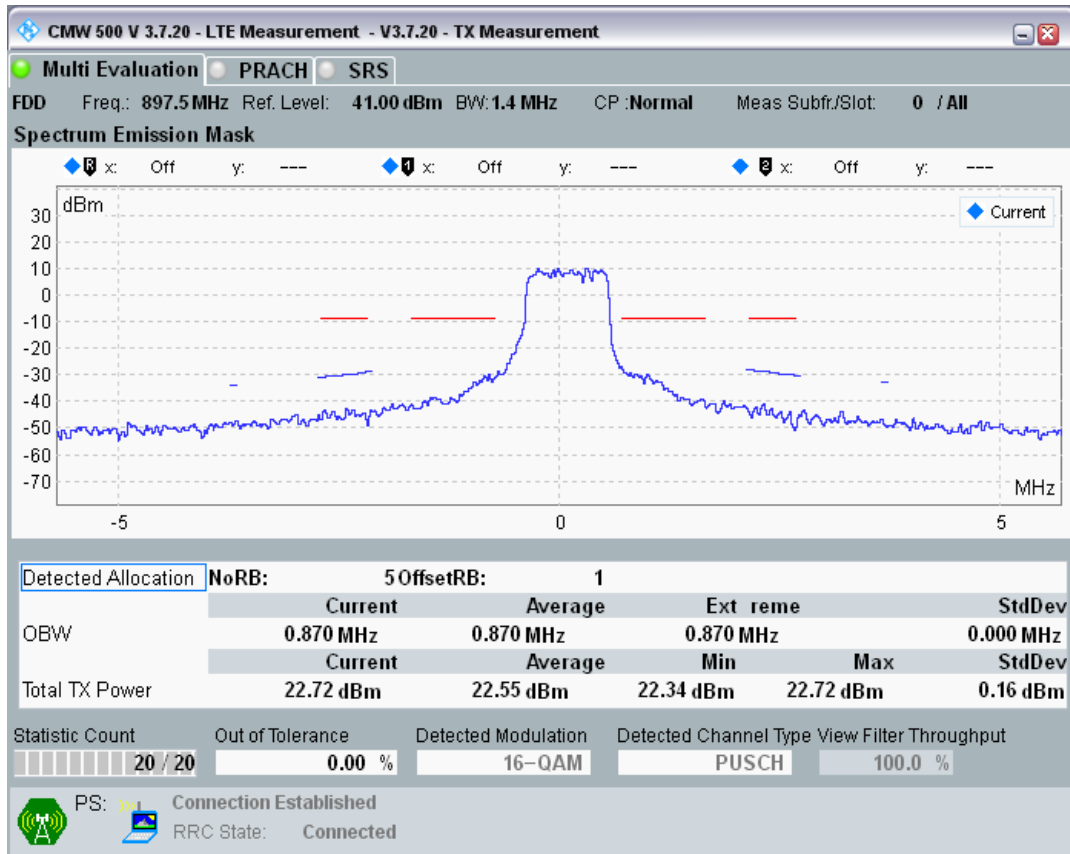 CMW 500 V 3.7.20 - LTE Measurement - V3.7.20 - TX Measurement
Multi Evaluation PRACH SRS
FDD Freq.: 897.5 MHz Ref. Level: 41.00 dBm BW: 1.4 MHz CP :Normal Meas Subfr./Slot: 0 / All
Spectrum Emission Mask
R x: Off y: --- 1 x: Off y: --- 2 x: Off y: ---
dBm
Current
30
20
10
0
-10
-20
-30
-40
-50
-60
-70
MHz
-5 0 5
Detected Allocation NoRB: 5 OffsetRB: 1
Current Average Ext reme StdDev
OBW 0.870 MHz 0.870 MHz 0.870 MHz 0.000 MHz
Current Average Min Max StdDev
Total TX Power 22.72 dBm 22.55 dBm 22.34 dBm 22.72 dBm 0.16 dBm
Statistic Count Out of Tolerance Detected Modulation Detected Channel Type View Filter Throughput
20 / 20 0.00 % 16-QAM PUSCH 100.0 %
PS: Connection Established
RRC State: Connected